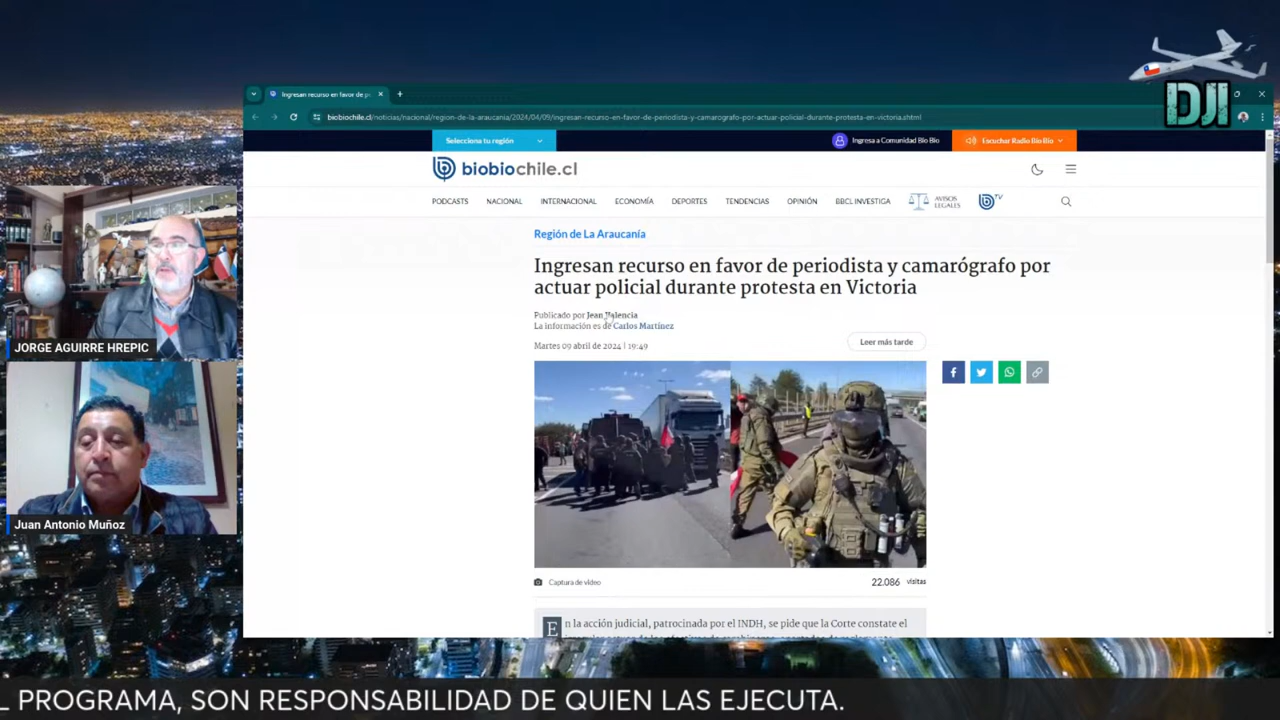 DJI
Ingresan recurso en favor de pe
biobiochile.cl/noticias/nacional/region-de-la-araucania/2024/04/09/ingresan-recurso-en-favor-de-periodista-y-camarografo-por-actuar-policial-durante-protesta-en-victoria.shtml
Selecciona tu región
Ingresa a Comunidad Bío Bío
Escuchar Radio Bío Bío
biobiochile.cl
PODCASTS NACIONAL INTERNACIONAL ECONOMÍA DEPORTES TENDENCIAS OPINIÓN BBCL INVESTIGA AVISOS LEGALES TV
Región de La Araucanía
Ingresan recurso en favor de periodista y camarógrafo por
actuar policial durante protesta en Victoria
Publicado por Jean Valencia
La información es de Carlos Martínez
Martes 09 abril de 2024 | 19:49
Leer más tarde
JORGE AGUIRRE HREPIC
Juan Antonio Muñoz
Captura de video
22.086 visitas
En la acción judicial, patrocinada por el INDH, se pide que la Corte constate el
L PROGRAMA, SON RESPONSABILIDAD DE QUIEN LAS EJECUTA.